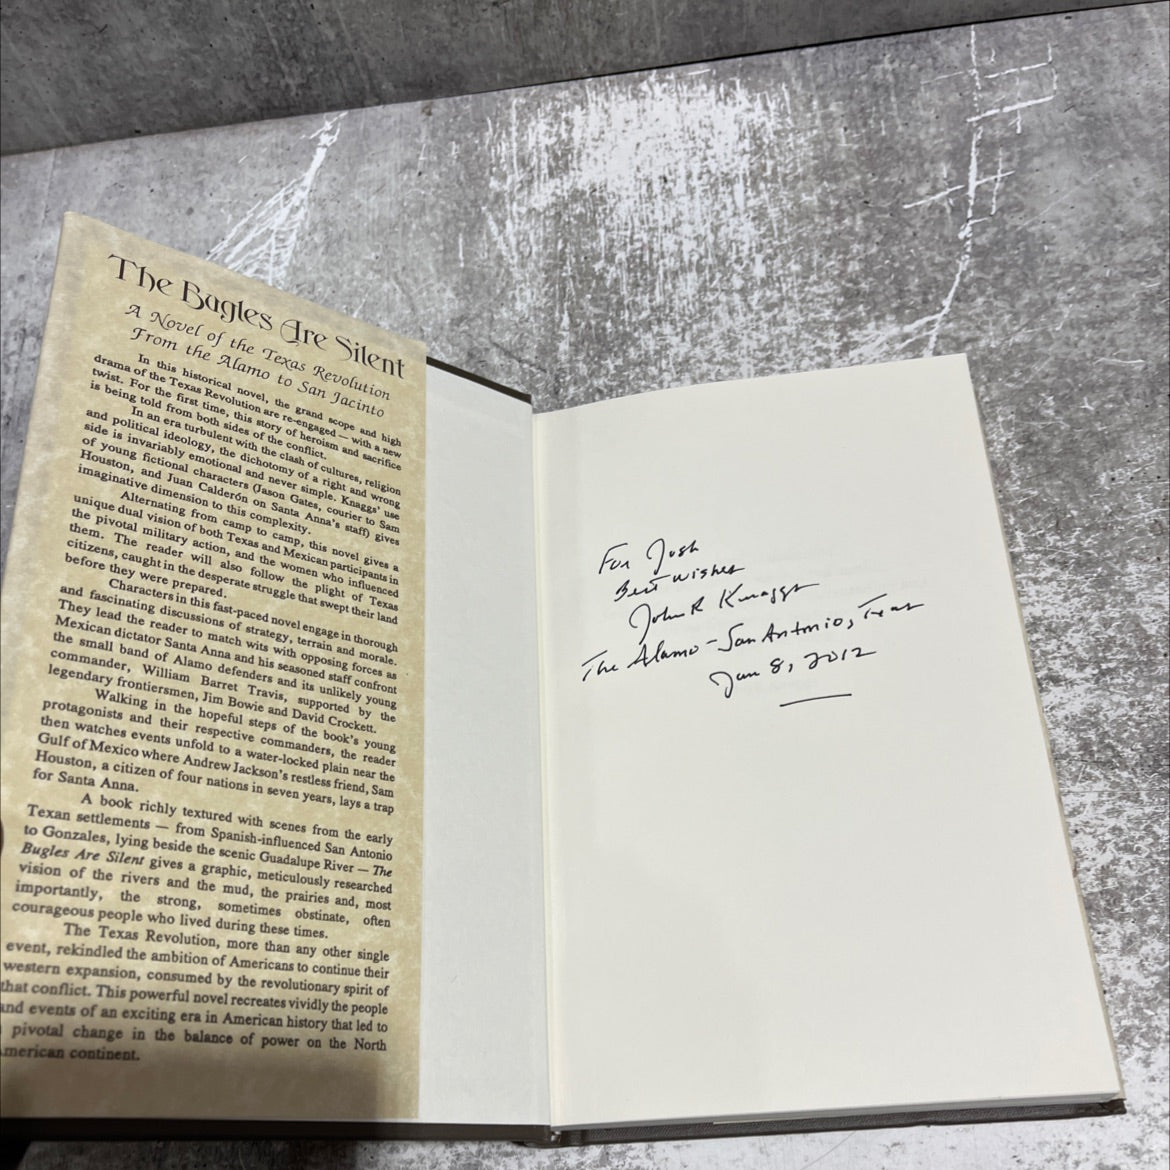 The Bugles Are Silent
A Novel of the Texas Revolution
From the Alamo to San Jacinto
In this historical novel, the grand scope and high
drama of the Texas Revolution are re-engaged — with a new
twist. For the first time, this story of heroism and sacrifice
is being told from both sides of the conflict.
In an era turbulent with the clash of cultures, religion
and political ideology, the dichotomy of a right and wrong
side is invariably emotional and never simple. Knaggs' use
of young fictional characters (Jason Gates, courier to Sam
Houston, and Juan Calderón on Santa Anna's staff) gives
imaginative dimension to this complexity.
Alternating from camp to camp, this novel gives a
unique dual vision of both Texas and Mexican participants in
the pivotal military action, and the women who influenced
them. The reader will also follow the plight of Texas
citizens, caught in the desperate struggle that swept their land
before they were prepared.
Characters in this fast-paced novel engage in thorough
and fascinating discussions of strategy, terrain and morale.
They lead the reader to match wits with opposing forces as
Mexican dictator Santa Anna and his seasoned staff confront
the small band of Alamo defenders and its unlikely young
commander, William Barret Travis, supported by the
legendary frontiersmen, Jim Bowie and David Crockett.
Walking in the hopeful steps of the book's young
protagonists and their respective commanders, the reader
then watches events unfold to a water-locked plain near the
Gulf of Mexico where Andrew Jackson's restless friend, Sam
Houston, a citizen of four nations in seven years, lays a trap
for Santa Anna.
A book richly textured with scenes from the early
Texan settlements — from Spanish-influenced San Antonio
to Gonzales, lying beside the scenic Guadalupe River — The
Bugles Are Silent gives a graphic, meticulously researched
vision of the rivers and the mud, the prairies and, most
importantly, the strong, sometimes obstinate, often
courageous people who lived during these times.
The Texas Revolution, more than any other single
event, rekindled the ambition of Americans to continue their
western expansion, consumed by the revolutionary spirit of
that conflict. This powerful novel recreates vividly the people
and events of an exciting era in American history that led to
pivotal change in the balance of power on the North
merican continent.
For Josh
Best wishes
John R Knaggs
The Alamo - San Antonio, Texas
Jan 8, 2012